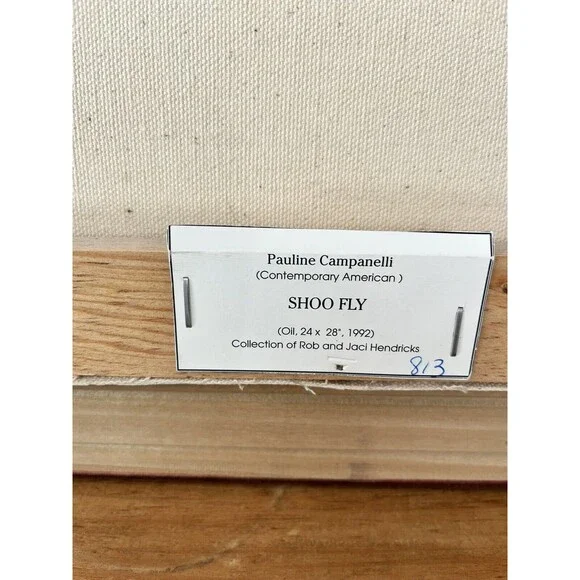 Pauline Campanelli
(Contemporary American )
SHOO FLY
(Oil, 24 x 28", 1992)
Collection of Rob and Jaci Hendricks
813